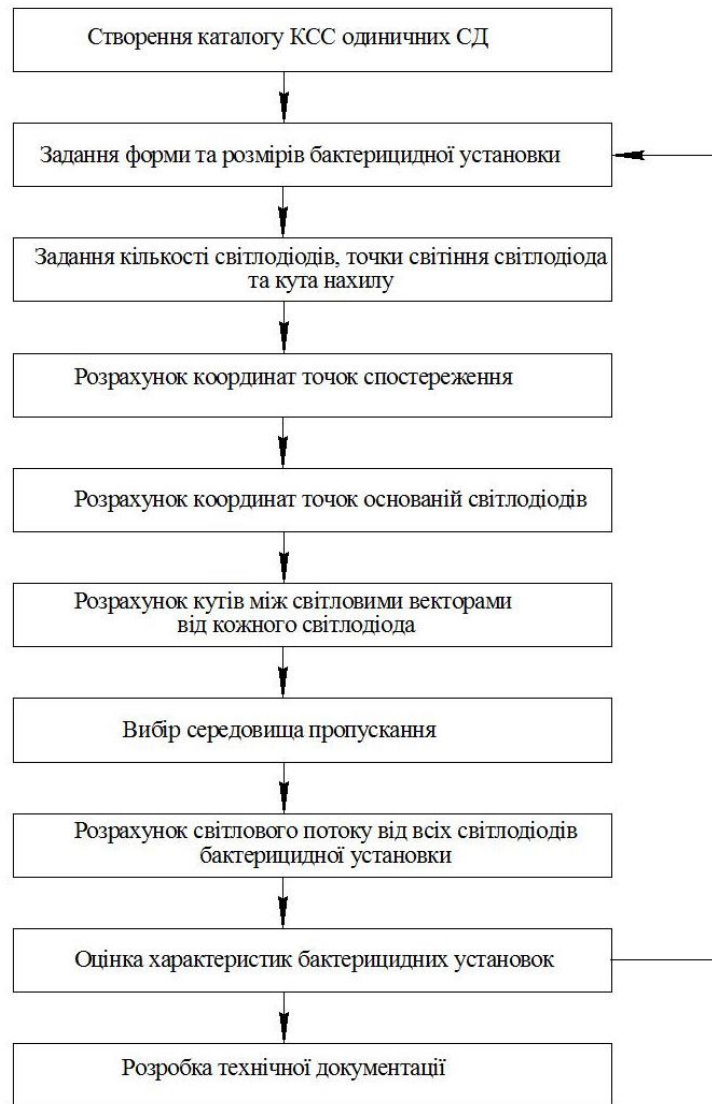 Створення каталогу КСС одиничних СД
Задання форми та розмірів бактерицидної установки
Задання кількості світлодіодів, точки світіння світлодіода
та кута нахилу
Розрахунок координат точок спостереження
Розрахунок координат точок основаній світлодіодів
Розрахунок кутів між світловими векторами
від кожного світлодіода
Вибір середовища пропускання
Розрахунок світлового потоку від всіх світлодіодів
бактерицидної установки
Оцінка характеристик бактерицидних установок
Розробка технічної документації